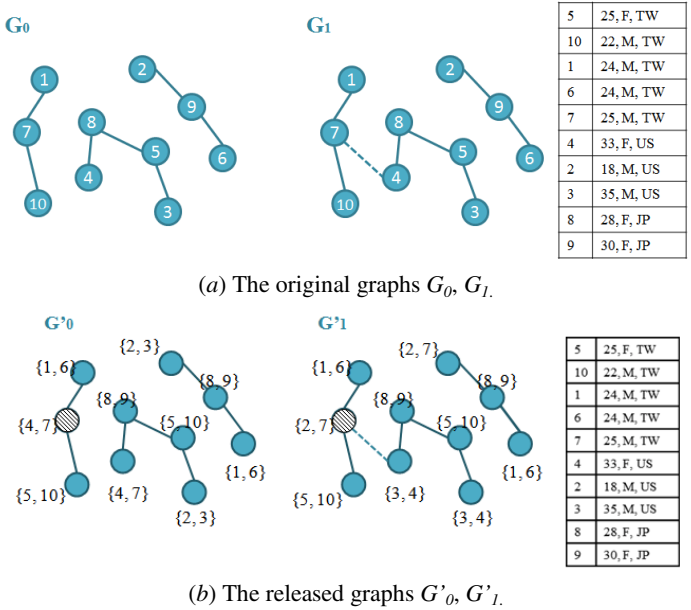 G0
G1
1
2
7
8
9
5
4
6
10
3
1
2
7
8
9
5
4
6
10
3
5 25, F, TW
10 22, M, TW
1 24, M, TW
6 24, M, TW
7 25, M, TW
4 33, F, US
2 18, M, US
3 35, M, US
8 28, F, JP
9 30, F, JP
(a) The original graphs G0, G1.
G'0
G'1
{1, 6}
{2, 3}
{8, 9}
{8, 9}
{4, 7}
{5, 10}
{1, 6}
{5, 10}
{4, 7}
{2, 3}
{1, 6}
{2, 7}
{8, 9}
{8, 9}
{2, 7}
{5, 10}
{1, 6}
{5, 10}
{3, 4}
{3, 4}
5 25, F, TW
10 22, M, TW
1 24, M, TW
6 24, M, TW
7 25, M, TW
4 33, F, US
2 18, M, US
3 35, M, US
8 28, F, JP
9 30, F, JP
(b) The released graphs G'0, G'1.